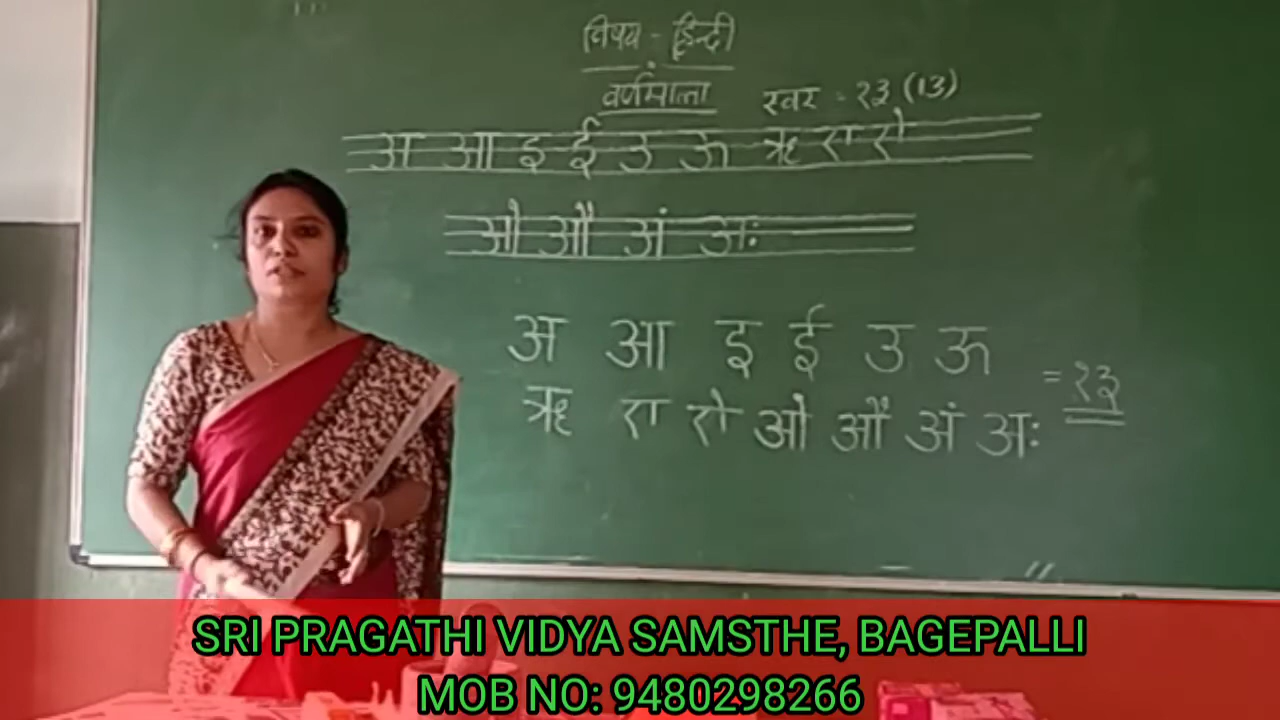 विषय - हिन्दी
वर्णमाला
स्वर = १३ (13)
अ आ इ ई उ ऊ ऋ ए ऐ
ओ औ अं अः
अ आ इ ई उ ऊ
ऋ ए ऐ ओ औ अं अः = १३
SRI PRAGATHI VIDYA SAMSTHE, BAGEPALLI
MOB NO: 9480298266